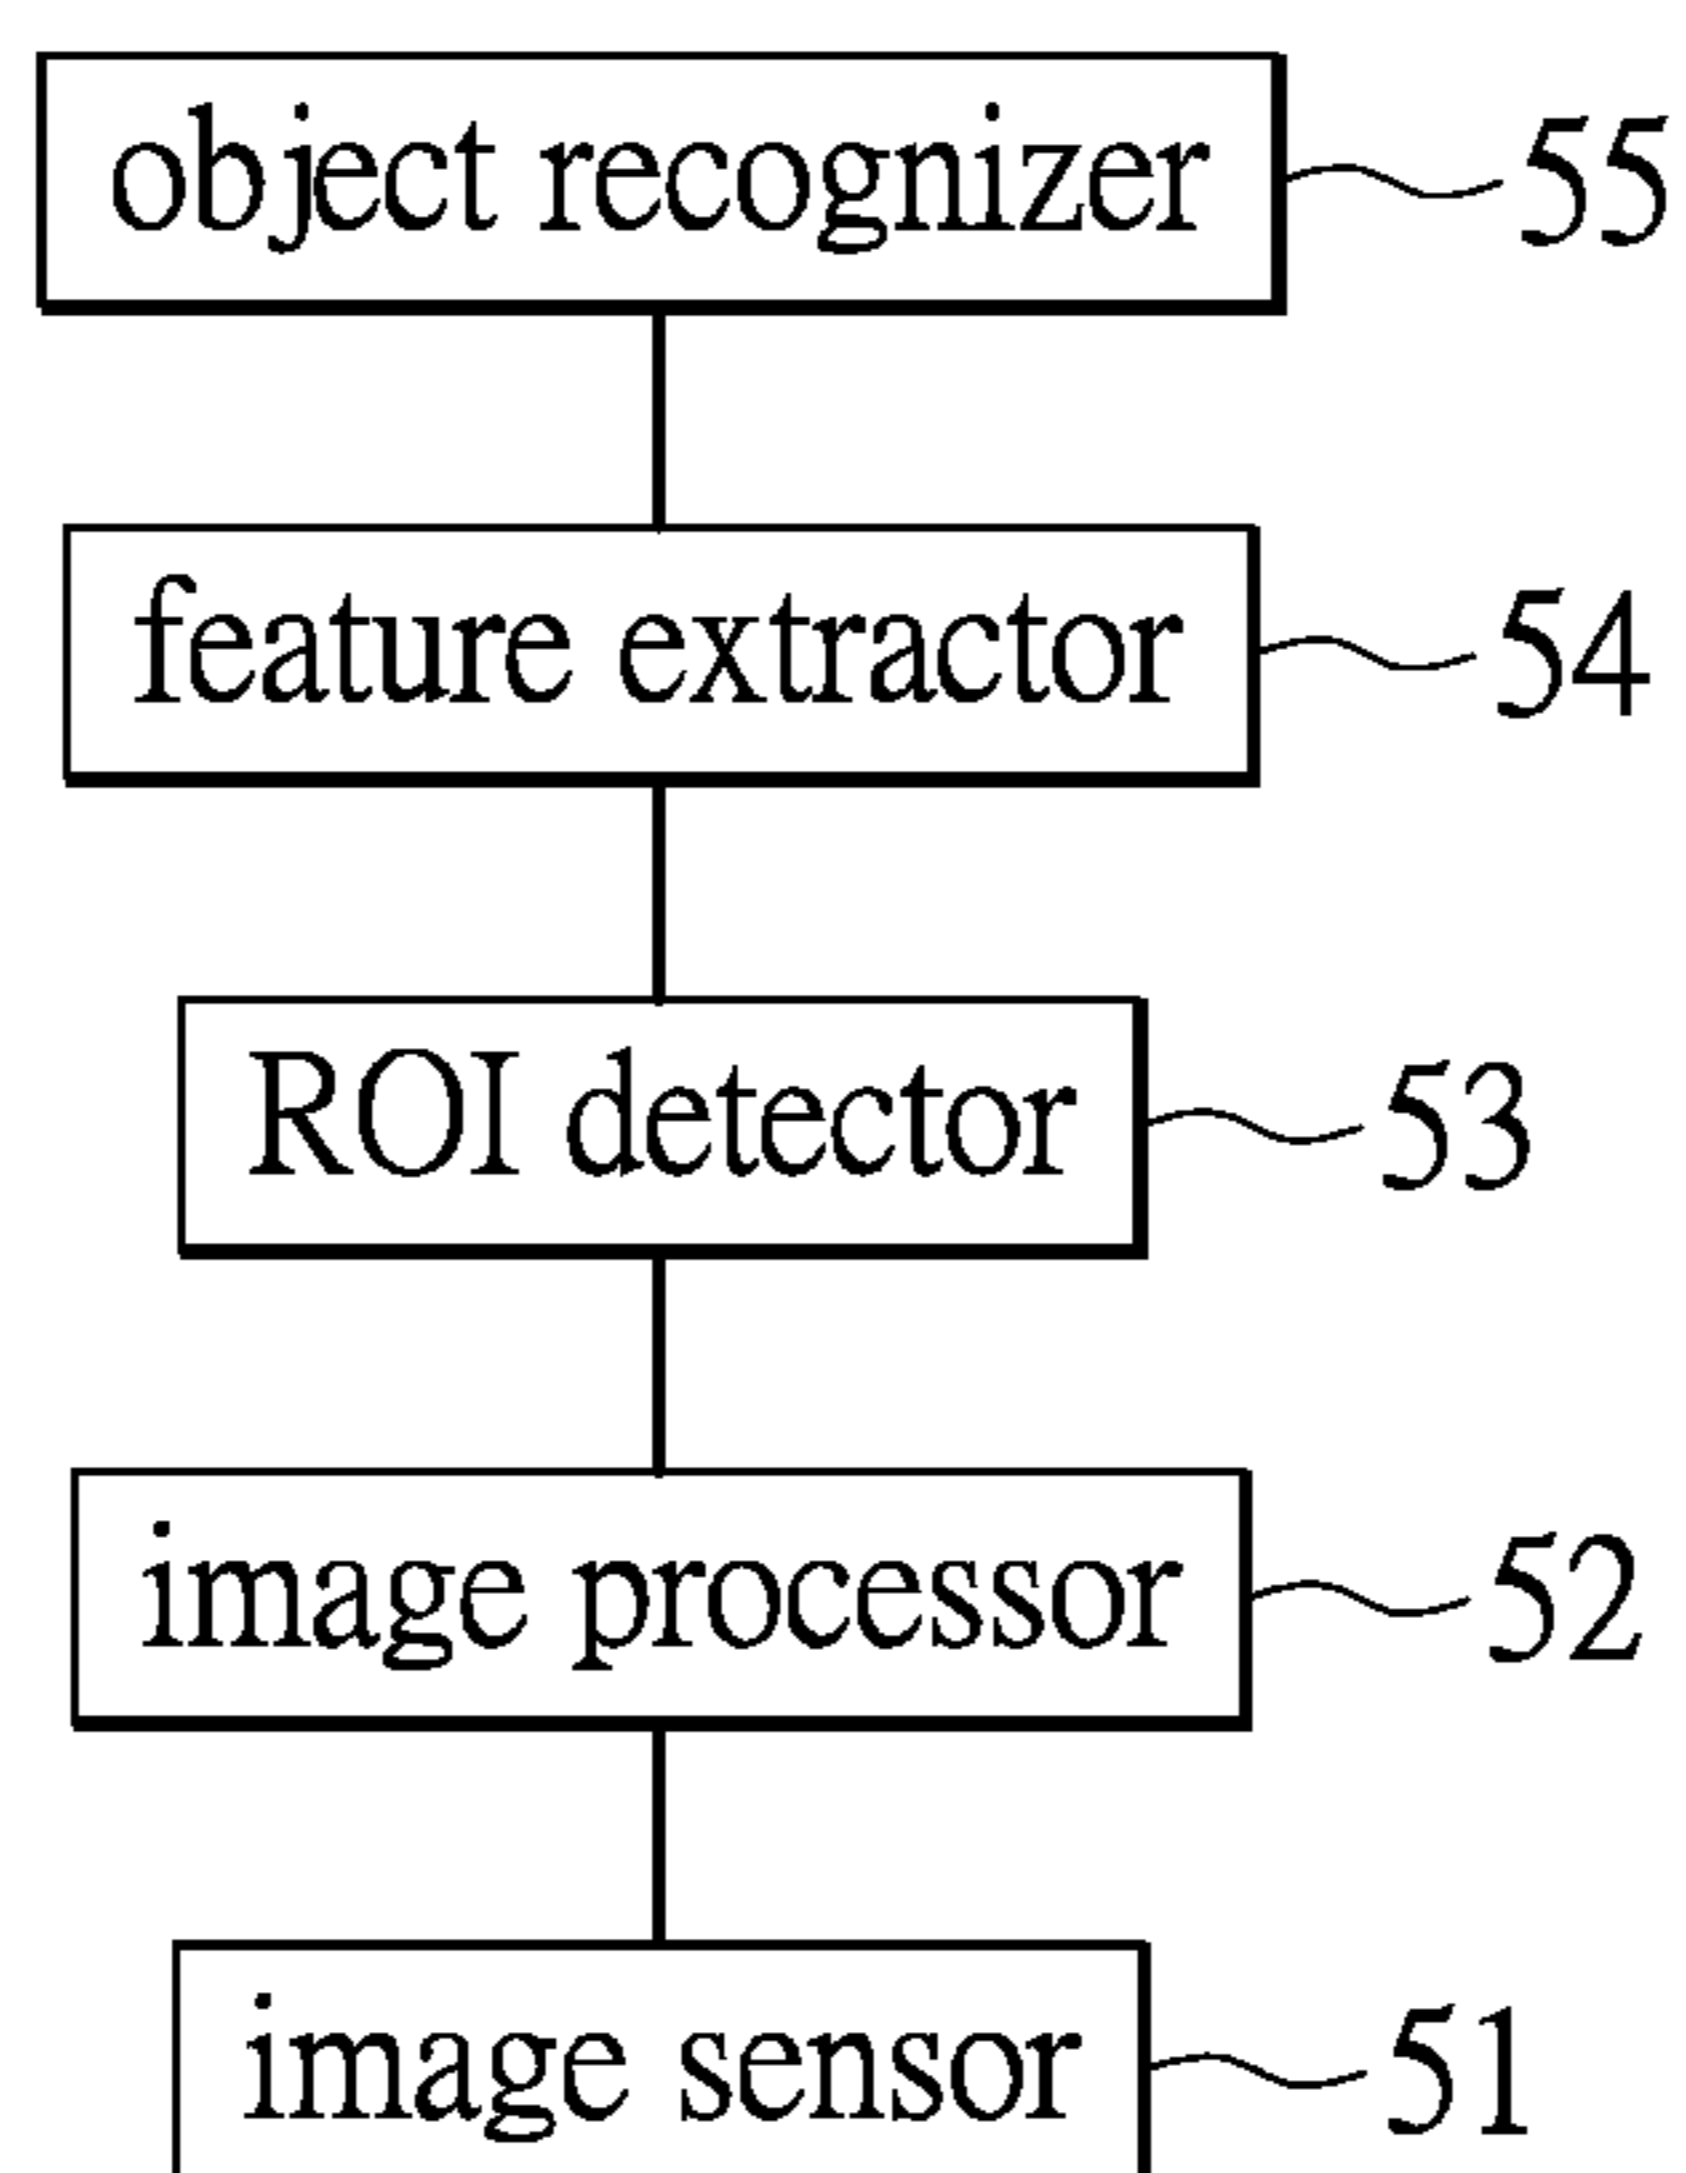 object recognizer 55
feature extractor 54
ROI detector 53
image processor 52
image sensor 51